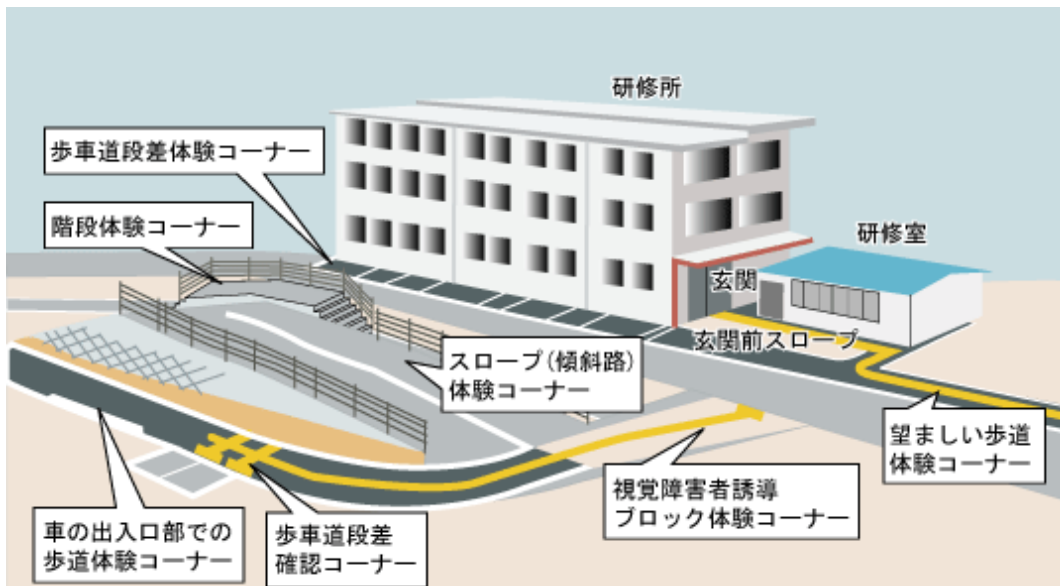 研修所
歩車道段差体験コーナー
階段体験コーナー
研修室
玄関
玄関前スロープ
スロープ(傾斜路)
体験コーナー
望ましい歩道
体験コーナー
視覚障害者誘導
ブロック体験コーナー
歩車道段差
確認コーナー
車の出入口部での
歩道体験コーナー